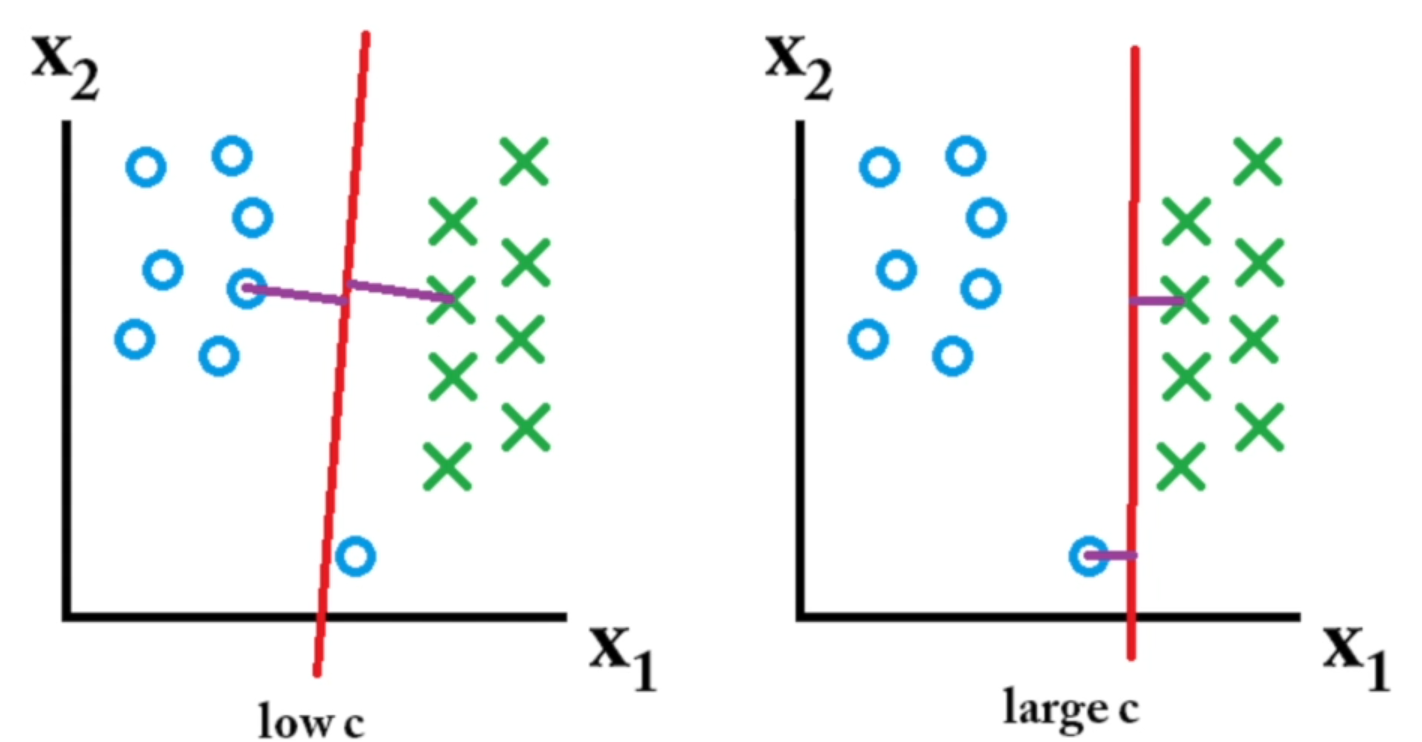 x₂
x₁
low c
x₂
x₁
large c